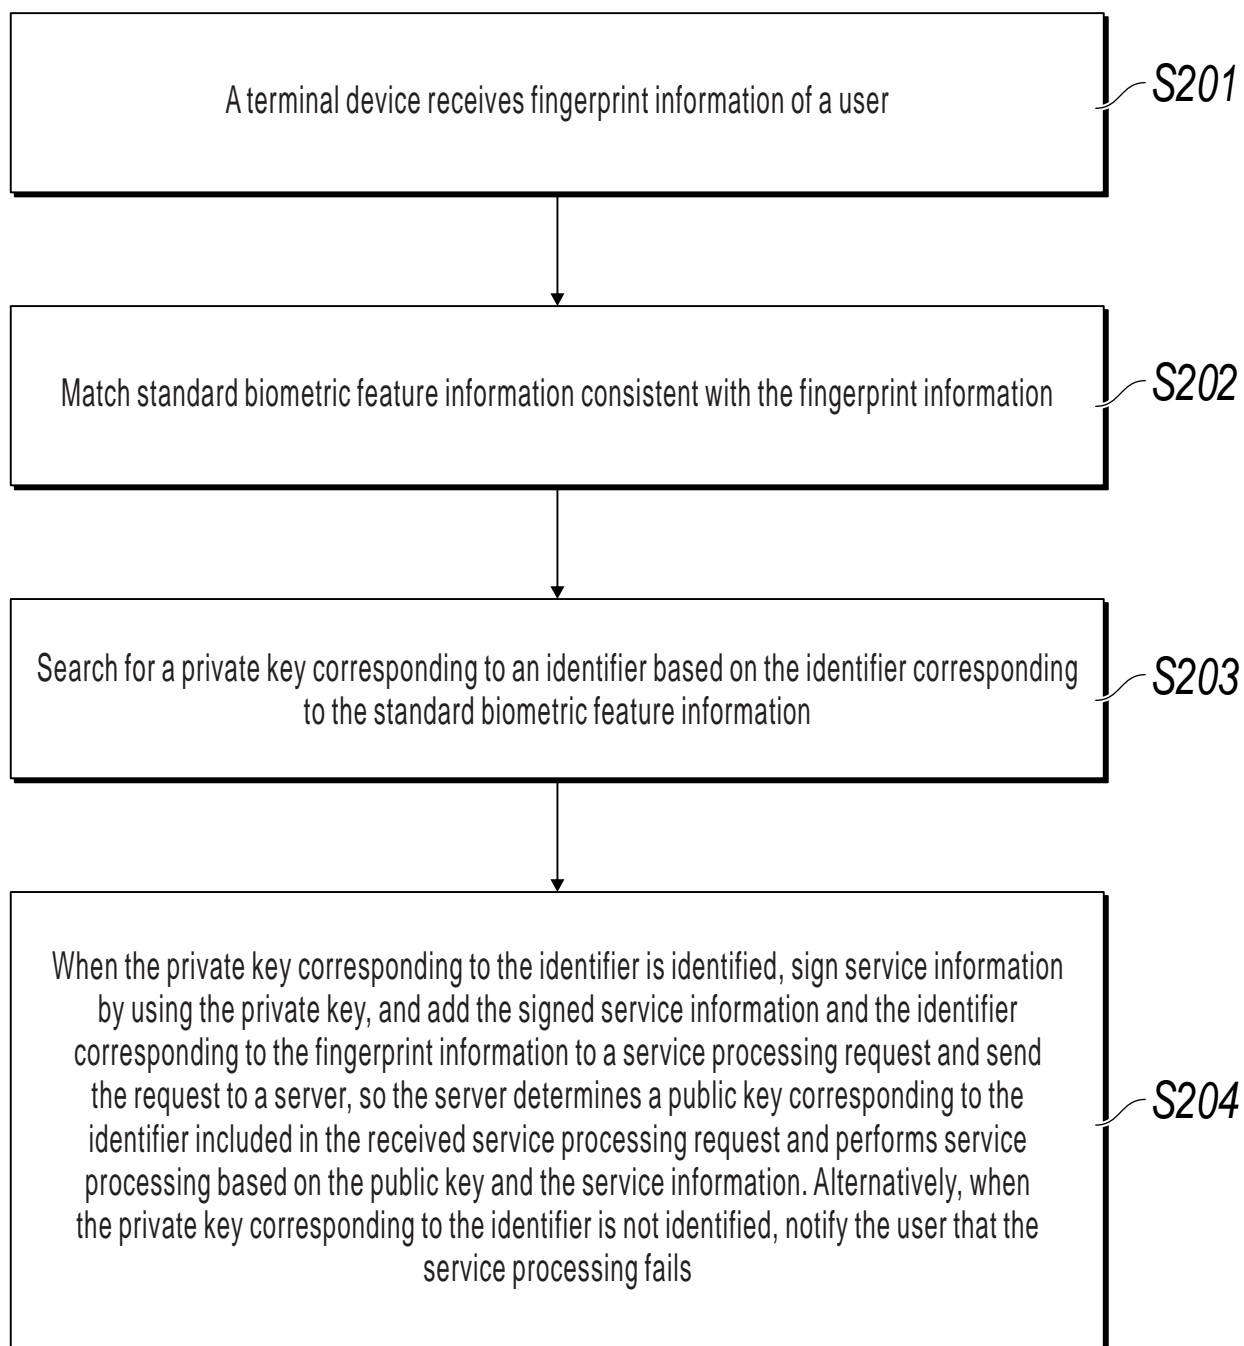 A terminal device receives fingerprint information of a user
S201
Match standard biometric feature information consistent with the fingerprint information
S202
Search for a private key corresponding to an identifier based on the identifier corresponding
to the standard biometric feature information
S203
When the private key corresponding to the identifier is identified, sign service information
by using the private key, and add the signed service information and the identifier
corresponding to the fingerprint information to a service processing request and send
the request to a server, so the server determines a public key corresponding to the
identifier included in the received service processing request and performs service
processing based on the public key and the service information. Alternatively, when
the private key corresponding to the identifier is not identified, notify the user that the
service processing fails
S204